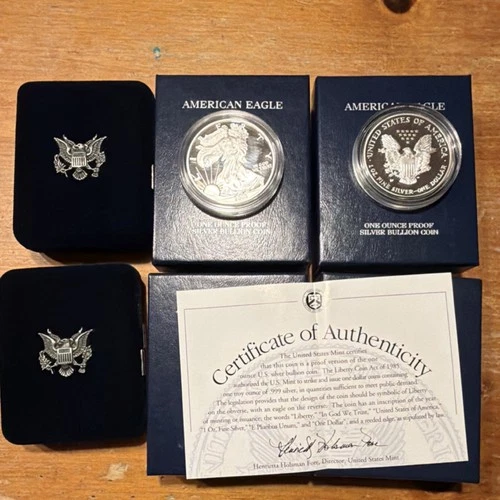 AMERICAN EAGLE
ONE OUNCE PROOF
SILVER BULLION COIN
AMERICAN EAGLE
UNITED STATES OF AMERICA
1 OZ. FINE SILVER~ONE DOLLAR
ONE OUNCE PROOF
SILVER BULLION COIN
Certificate of Authenticity
The United States Mint certifies
that this coin is a proof version of the one
ounce U.S. silver bullion coin. The Liberty Coin Act of 1985
authorized the U.S. Mint to strike and issue one-dollar coins containing
one troy ounce of .999 silver, in quantities sufficient to meet public demand.
The legislation provides that the design of the coin should be symbolic of Liberty
on the obverse, with an eagle on the reverse. The coin has an inscription of the year
of minting or issuance, the words "Liberty," "In God We Trust," "United States of America,"
"1 Oz. Fine Silver," "E Pluribus Unum," and "One Dollar" and a reeded edge, as stipulated by law.
Henrietta Holsman Fore, Director, United States Mint